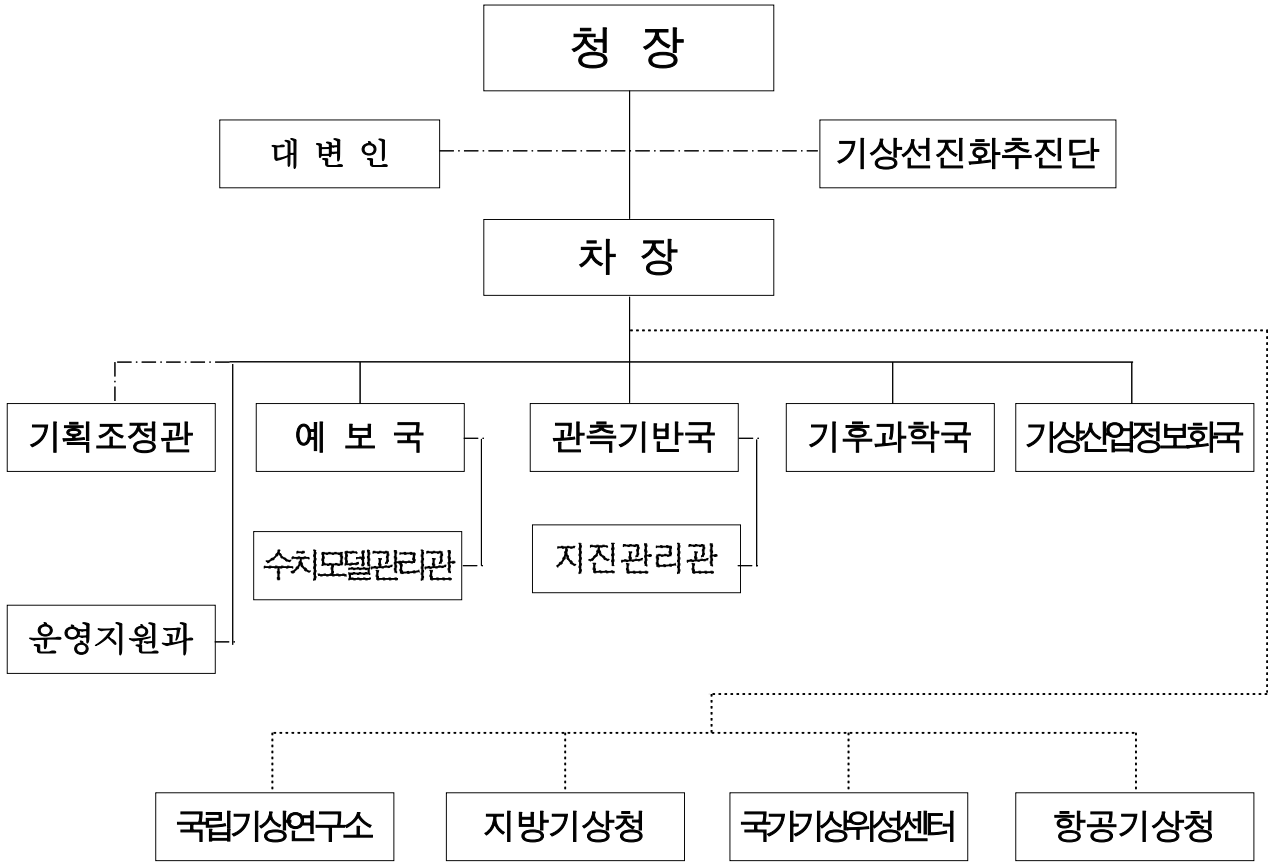 청 장
대 변 인
기상선진화추진단
차 장
기획조정관
예 보 국
관측기반국
기후과학국
기상산업정보화국
수치모델관리관
지진관리관
운영지원과
국립기상연구소
지방기상청
국가기상위성센터
항공기상청